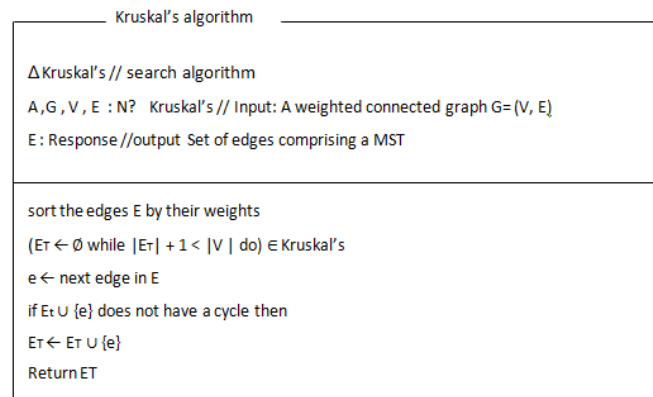 Kruskal's algorithm
ΔKruskal's // search algorithm
A,G , V , E : N? Kruskal's // Input: A weighted connected graph G=(V, E)
E : Response //output Set of edges comprising a MST
sort the edges E by their weights
(ET ← Ø while |ET| + 1 < |V | do) ∈ Kruskal's
e ← next edge in E
if Et ∪ {e} does not have a cycle then
ET ← ET ∪ {e}
Return ET